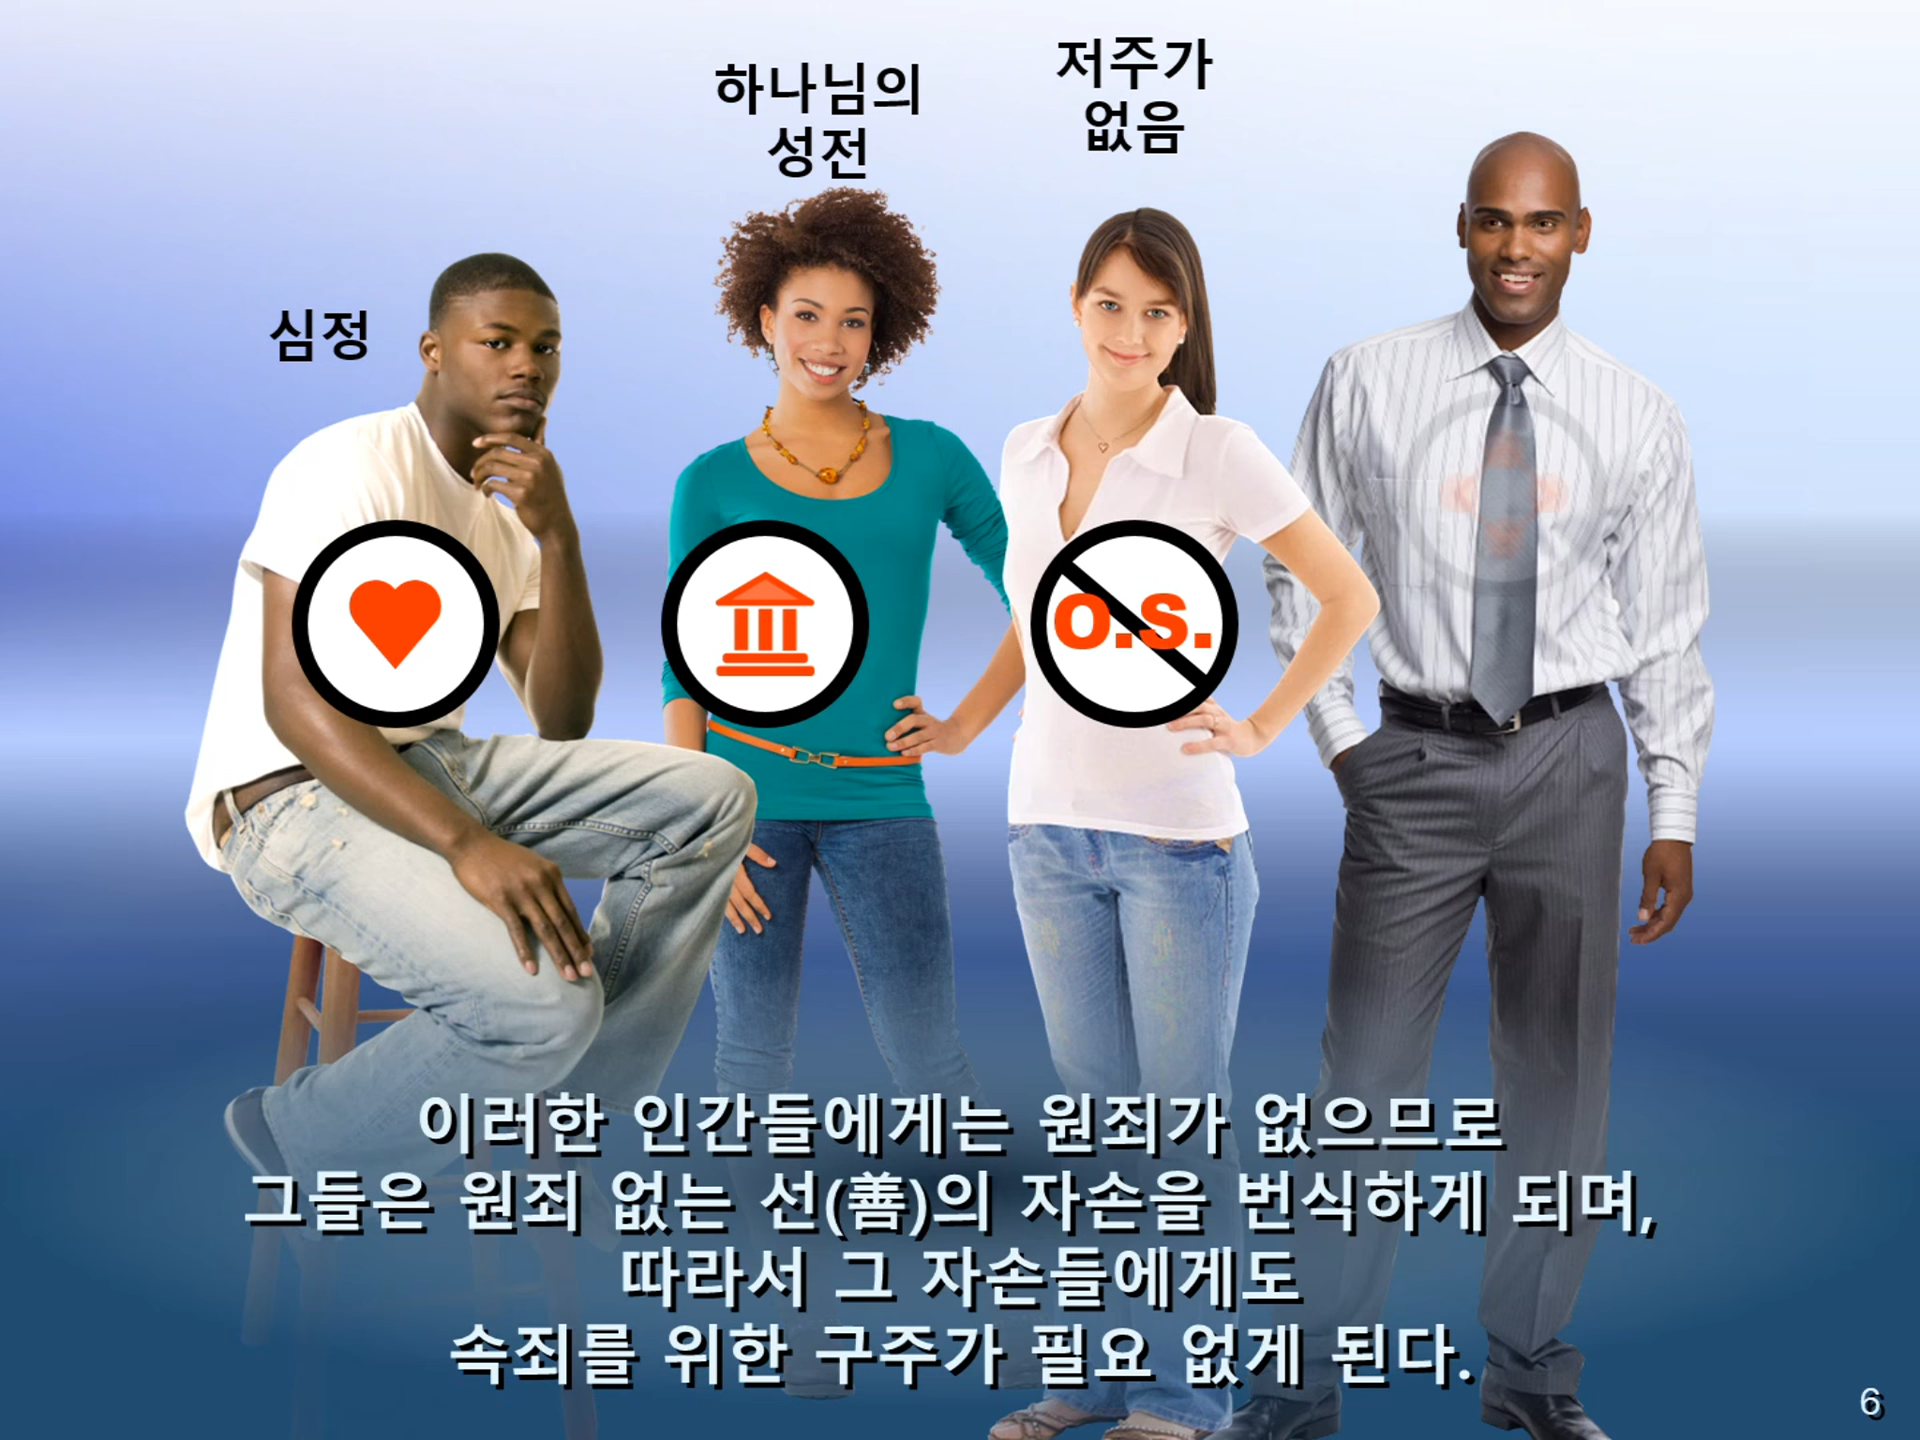 저주가
없음
하나님의
성전
심정
O.S.
이러한 인간들에게는 원죄가 없으므로
그들은 원죄 없는 선(善)의 자손을 번식하게 되며,
따라서 그 자손들에게도
속죄를 위한 구주가 필요 없게 된다.
6